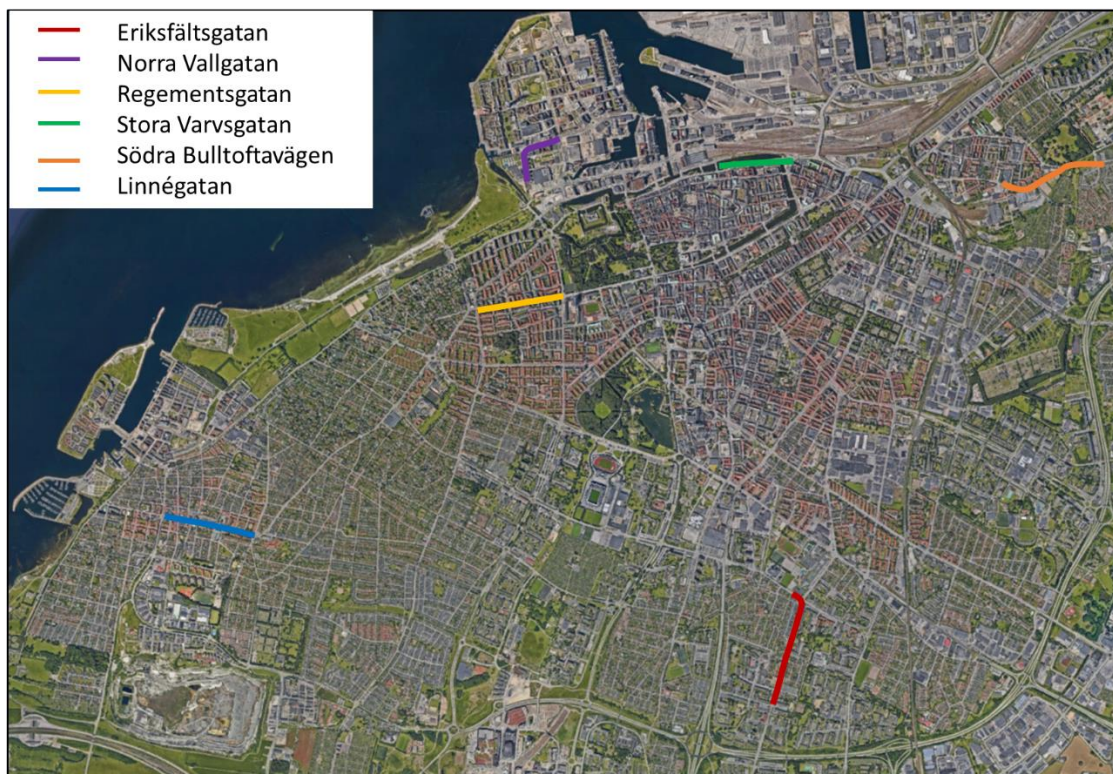 Eriksfältsgatan
Norra Vallgatan
Regementsgatan
Stora Varvsgatan
Södra Bulltoftavägen
Linnégatan